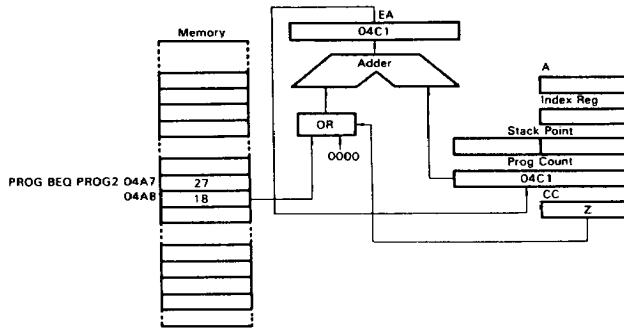 EA
04C1
Memory
Adder
A
Index Reg
Stack Point
OR
Prog Count
0000
04C1
PROG BEQ PROG2 04A7 27
04A8 18
CC
Z